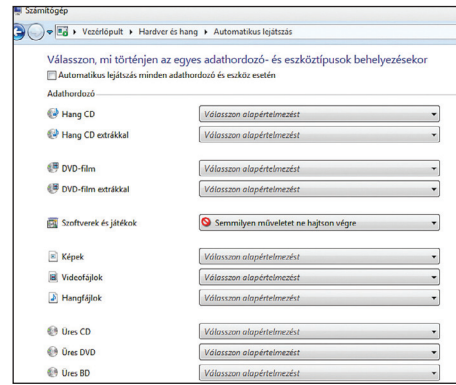 Számítógép
Vezérlőpult ▸ Hardver és hang ▸ Automatikus lejátszás
Válasszon, mi történjen az egyes adathordozó- és eszköztípusok behelyezésekor
Automatikus lejátszás minden adathordozó és eszköz esetén
Adathordozó
Hang CD Válasszon alapértelmezést
Hang CD extrákkal Válasszon alapértelmezést
DVD-film Válasszon alapértelmezést
DVD-film extrákkal Válasszon alapértelmezést
Szoftverek és játékok Semmilyen műveletet ne hajtson végre
Képek Válasszon alapértelmezést
Videofájlok Válasszon alapértelmezést
Hangfájlok Válasszon alapértelmezést
Üres CD Válasszon alapértelmezést
Üres DVD Válasszon alapértelmezést
Üres BD Válasszon alapértelmezést